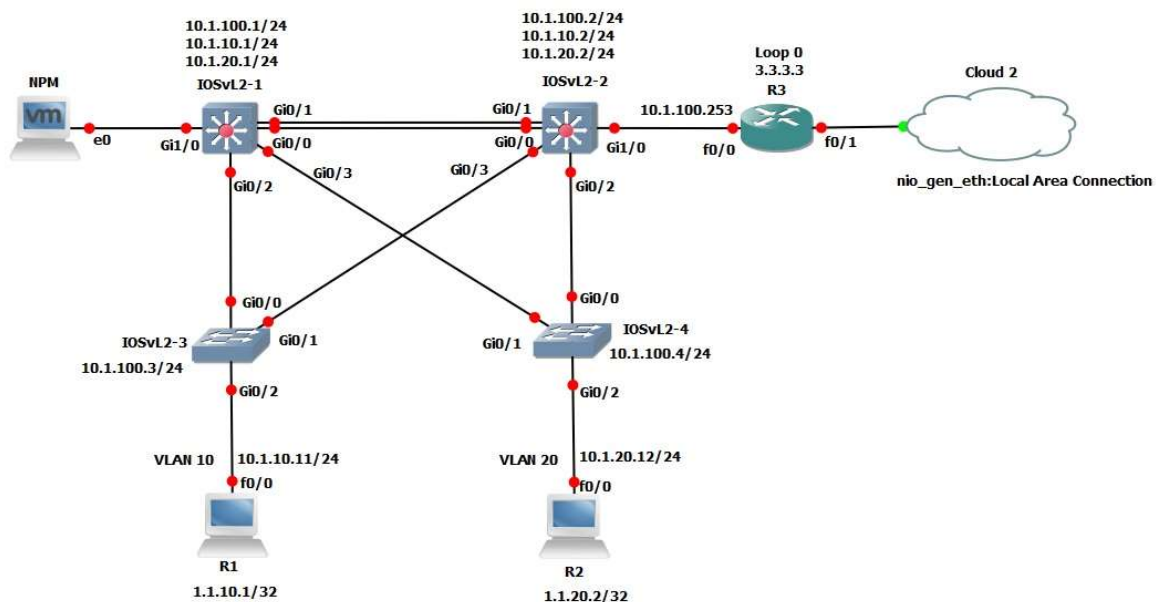 10.1.100.1/24
10.1.10.1/24
10.1.20.1/24
IOSvL2-1
10.1.100.2/24
10.1.10.2/24
10.1.20.2/24
IOSvL2-2
Loop 0
3.3.3.3
R3
Cloud 2
NPM
vm
e0
Gi1/0
Gi0/1
Gi0/0
Gi0/1
Gi0/0
Gi1/0
10.1.100.253
f0/0
f0/1
nio_gen_eth:Local Area Connection
Gi0/2
Gi0/3
Gi0/3
Gi0/2
Gi0/0
Gi0/0
IOSvL2-3
10.1.100.3/24
Gi0/1
Gi0/1
IOSvL2-4
10.1.100.4/24
Gi0/2
Gi0/2
VLAN 10
10.1.10.11/24
VLAN 20
10.1.20.12/24
f0/0
f0/0
R1
1.1.10.1/32
R2
1.1.20.2/32